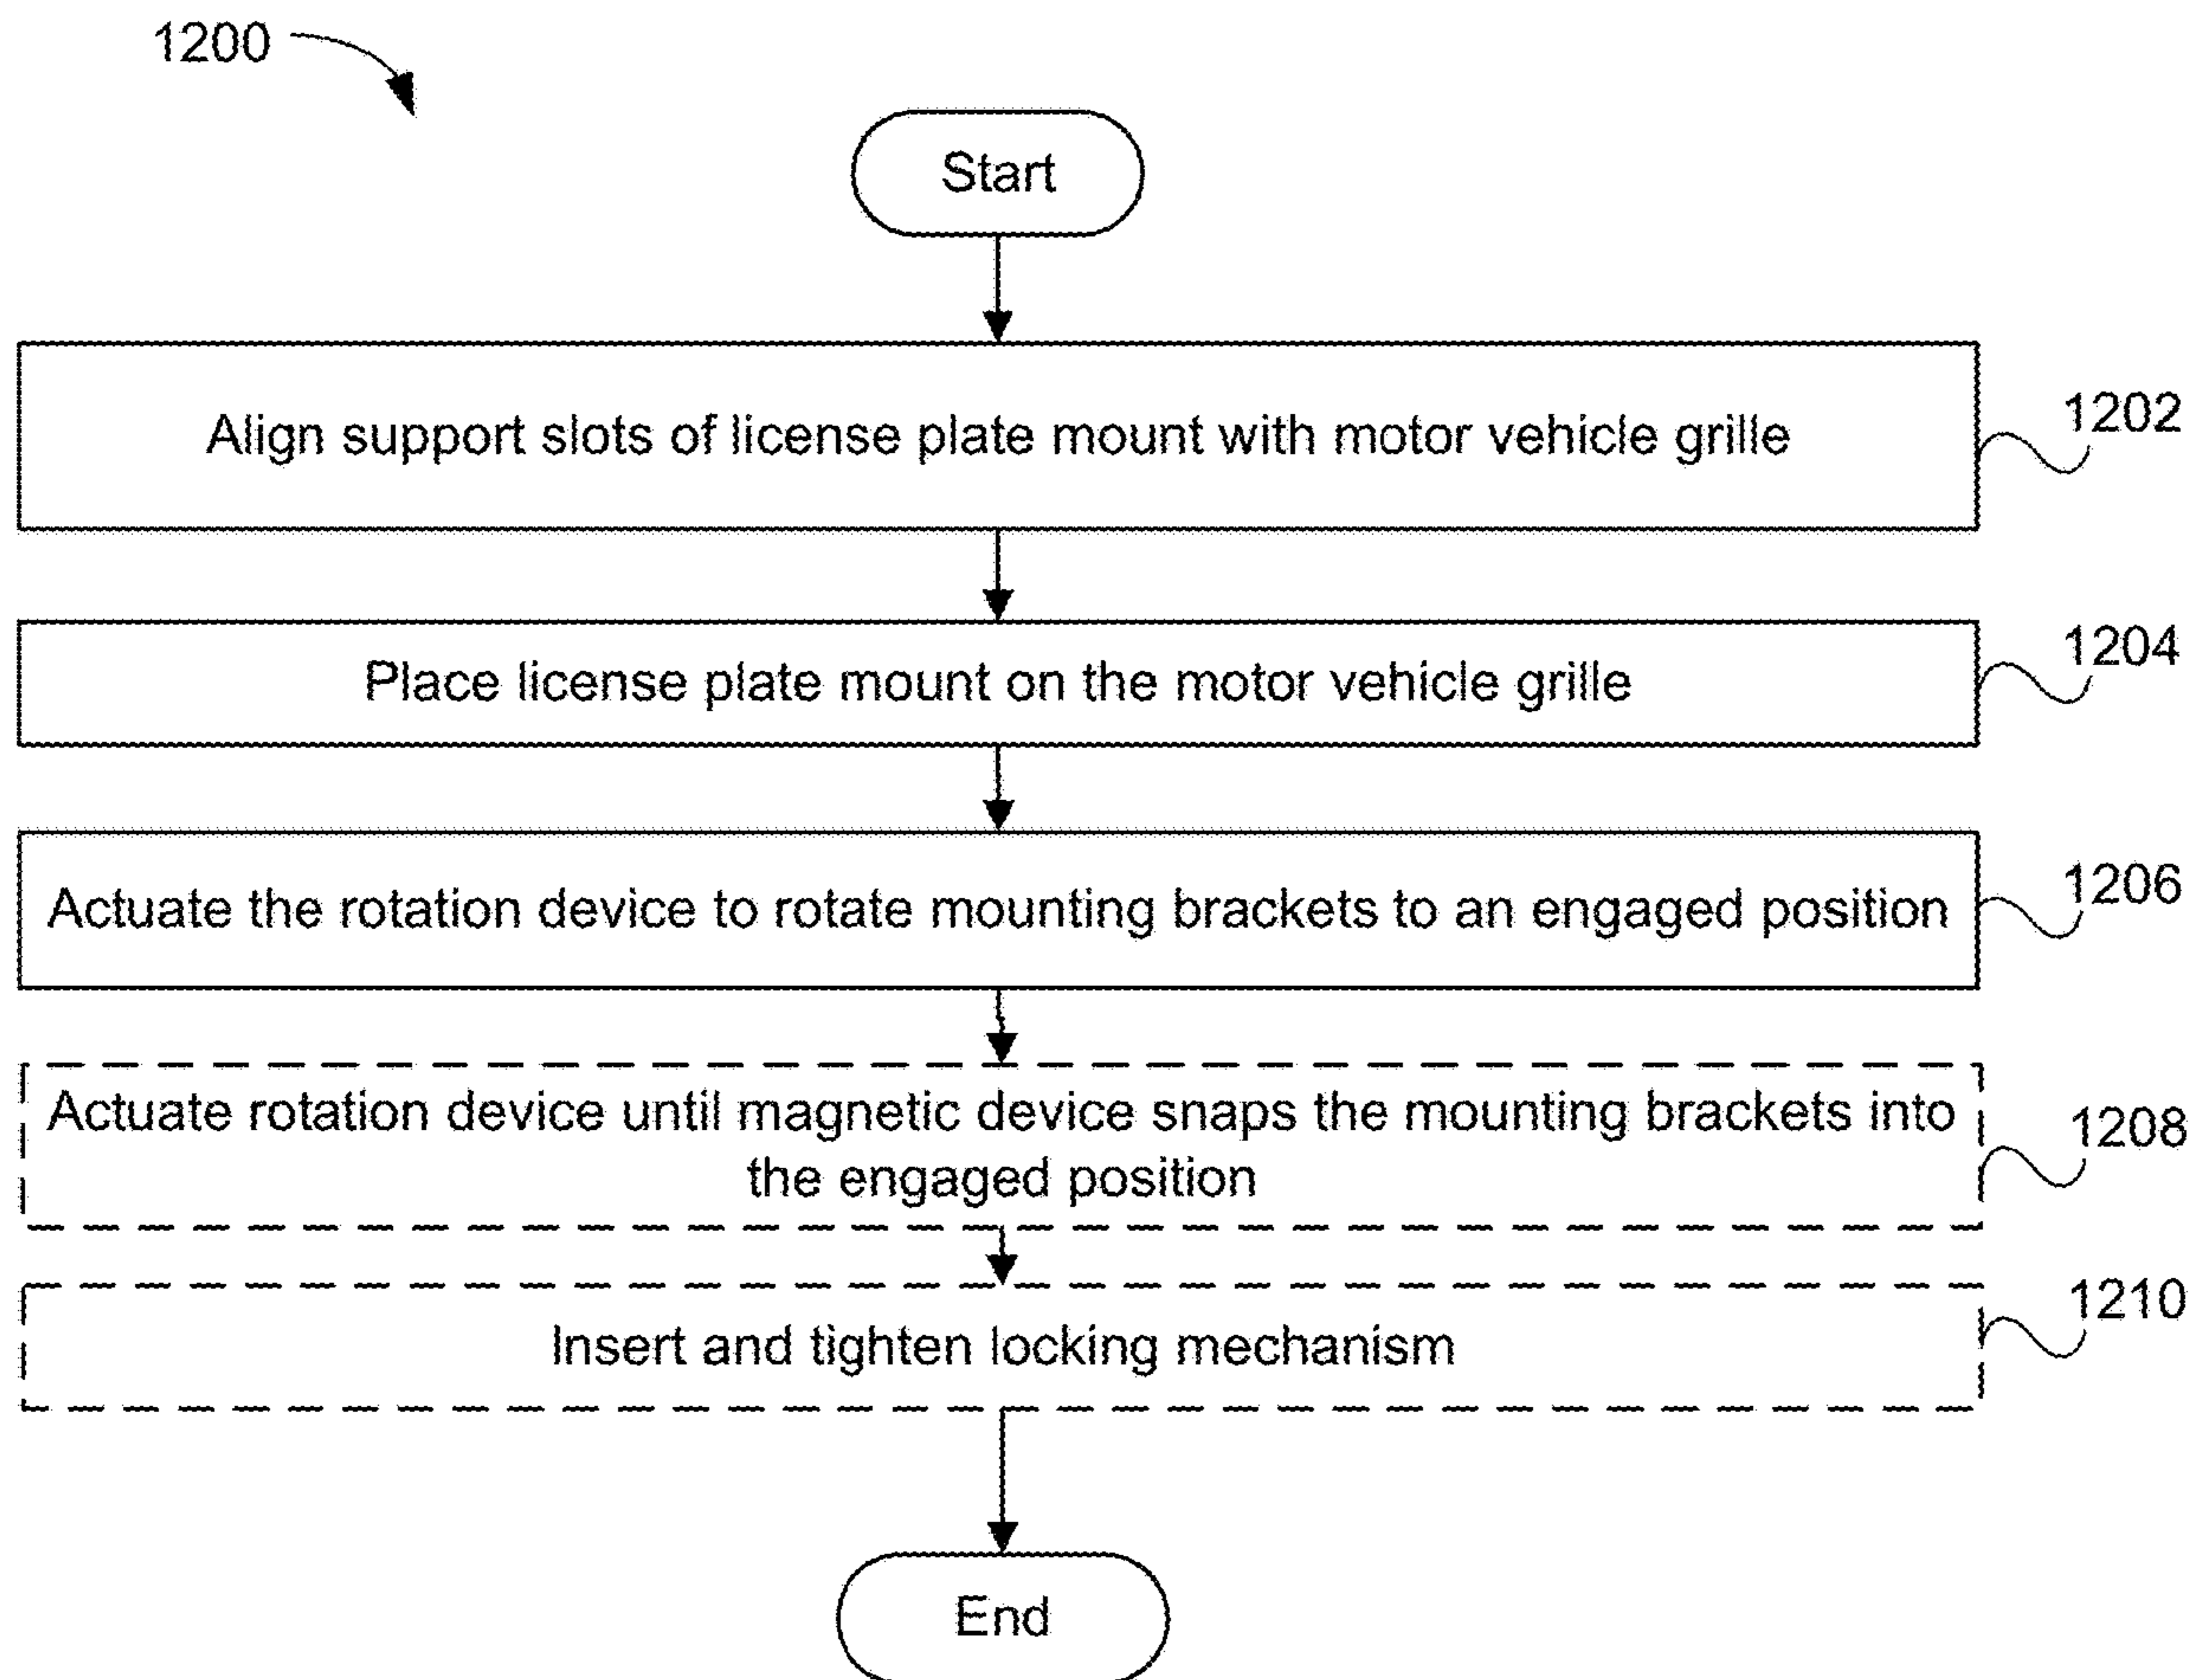 1200
Start
Align support slots of license plate mount with motor vehicle grille
1202
Place license plate mount on the motor vehicle grille
1204
Actuate the rotation device to rotate mounting brackets to an engaged position
1206
Actuate rotation device until magnetic device snaps the mounting brackets into
the engaged position
1208
Insert and tighten locking mechanism
1210
End